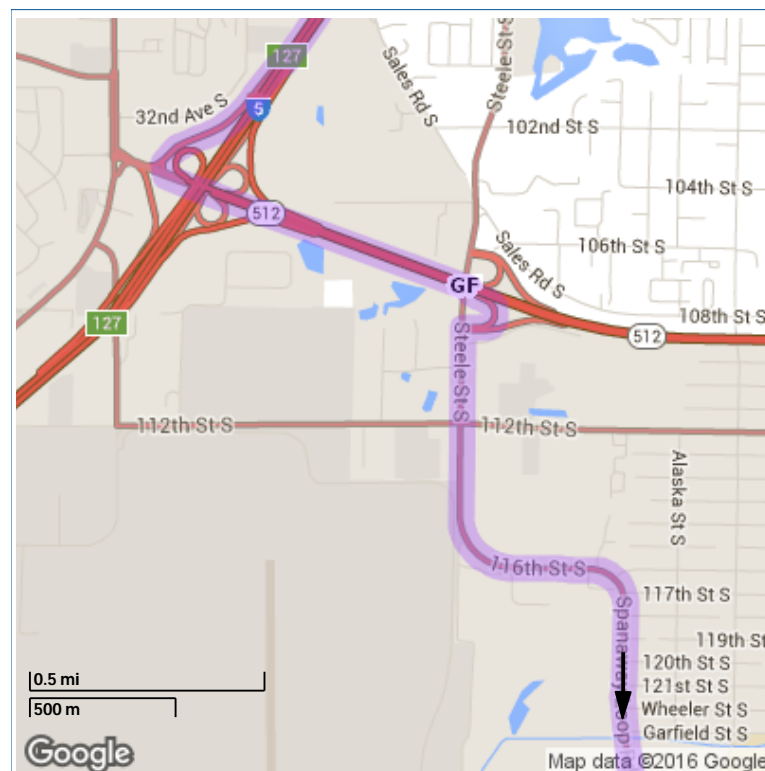 127
5
32nd Ave S
Sales Rd S
Steele St S
102nd St S
104th St S
512
106th St S
Sales Rd S
GF
127
108th St S
512
Steele St S
112th St S
112th St S
Alaska St S
116th St S
117th St S
Spanaway Loop
119th St
120th St S
0.5 mi
121st St S
500 m
Wheeler St S
Garfield St S
Google
Map data ©2016 Google